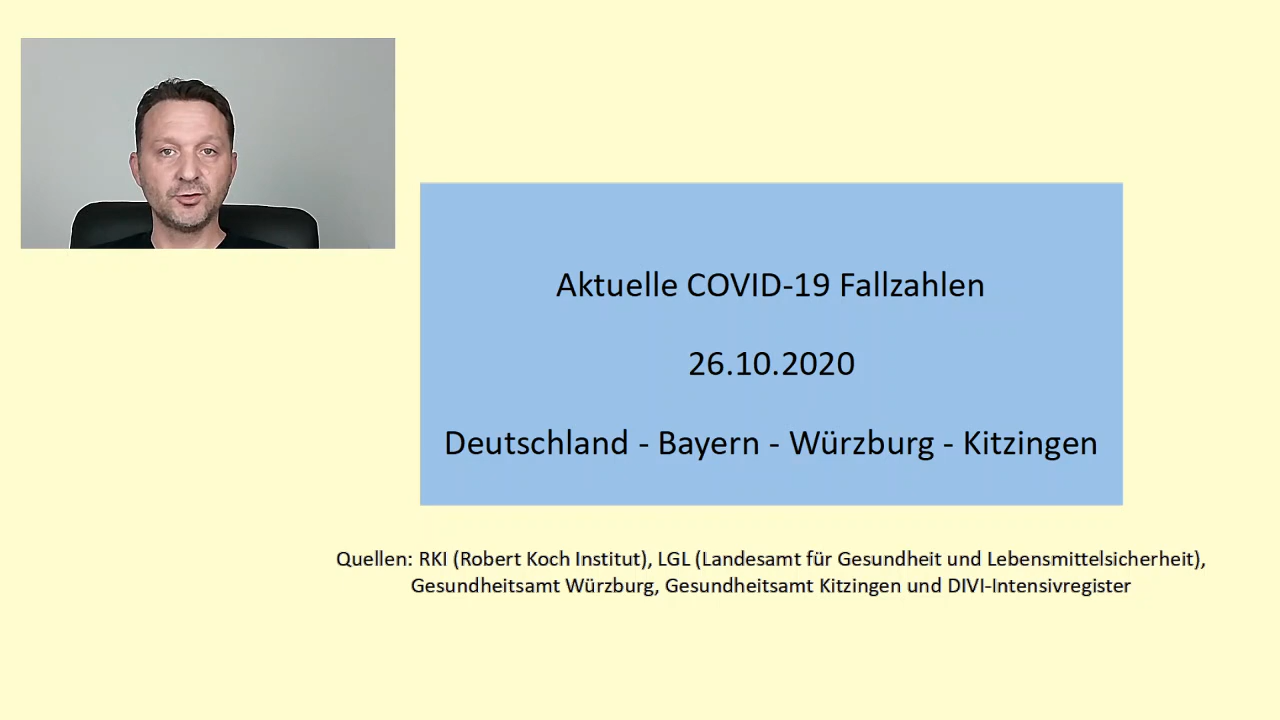 Aktuelle COVID-19 Fallzahlen
26.10.2020
Deutschland - Bayern - Würzburg - Kitzingen
Quellen: RKI (Robert Koch Institut), LGL (Landesamt für Gesundheit und Lebensmittelsicherheit),
Gesundheitsamt Würzburg, Gesundheitsamt Kitzingen und DIVI-Intensivregister